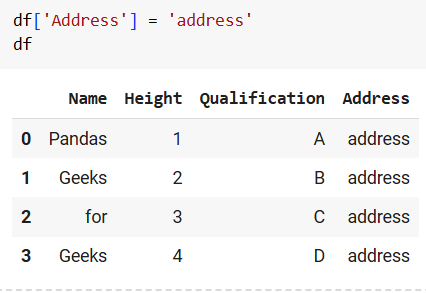 df['Address'] = 'address'
df
Name Height Qualification Address
0 Pandas 1 A address
1 Geeks 2 B address
2 for 3 C address
3 Geeks 4 D address